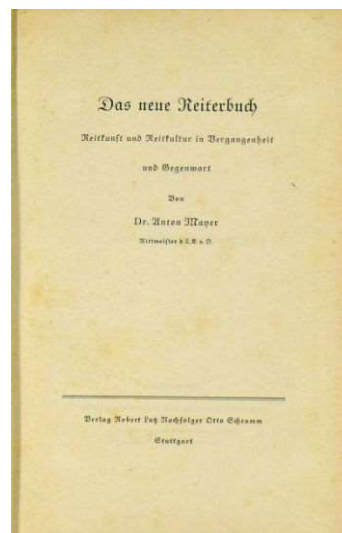 Das neue Reiterbuch
Reitkunst und Reitkultur in Vergangenheit
und Gegenwart
Von
Dr. Anton Mayer
Rittmeister d. L. R. a. D.
Verlag Robert Lutz Nachfolger Otto Schramm
Stuttgart